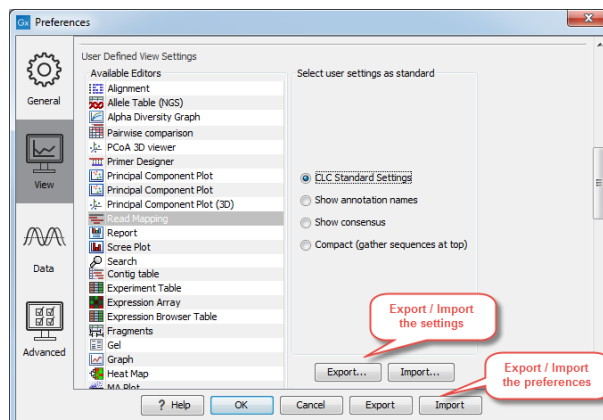 Gx Preferences
X
General
View
Data
Advanced
User Defined View Settings
Available Editors
Alignment
Allele Table (NGS)
Alpha Diversity Graph
Pairwise comparison
PCoA 3D viewer
Primer Designer
Principal Component Plot
Principal Component Plot
Principal Component Plot (3D)
Read Mapping
Report
Scree Plot
Search
Contig table
Experiment Table
Expression Array
Expression Browser Table
Fragments
Gel
Graph
Heat Map
MA Plot
Select user settings as standard
CLC Standard Settings
Show annotation names
Show consensus
Compact (gather sequences at top)
Export / Import
the settings
Export... Import...
Export / Import
the preferences
? Help OK Cancel Export Import